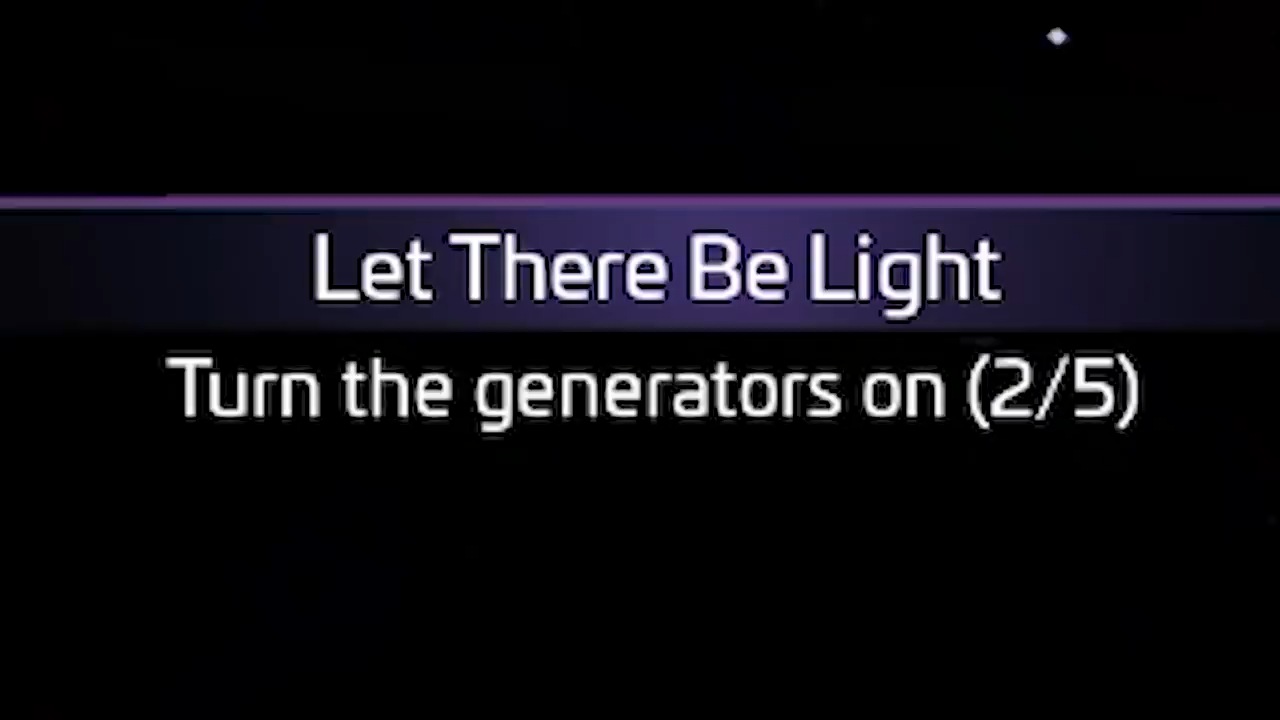 Let There Be Light
Turn the generators on (2/5)